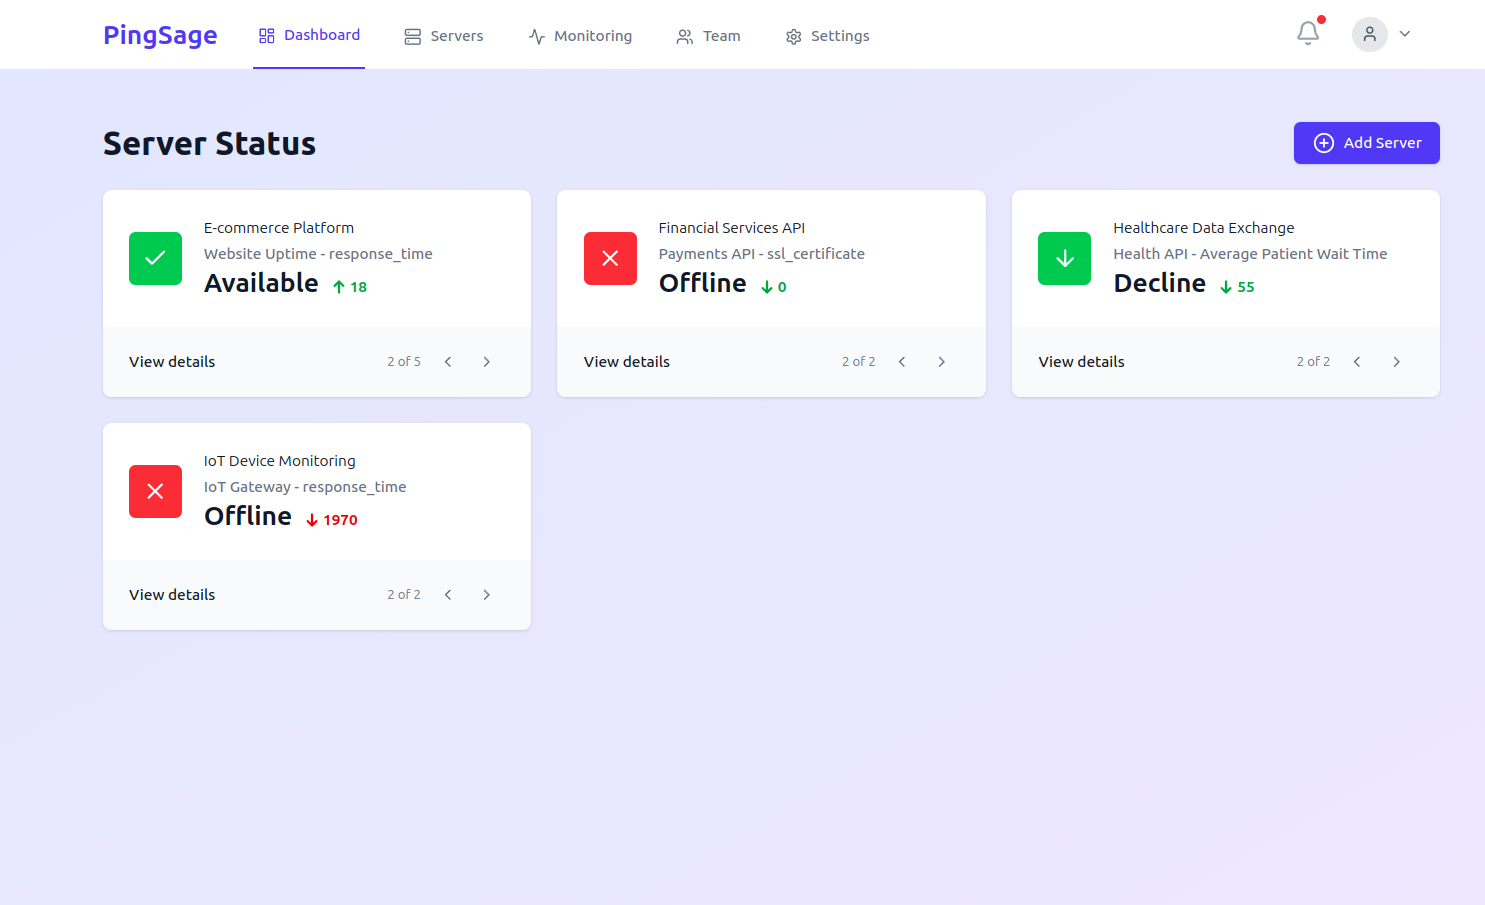 PingSage
Dashboard
Servers
Monitoring
Team
Settings
Server Status
Add Server
E-commerce Platform
Website Uptime - response_time
Available 18
View details
2 of 5
Financial Services API
Payments API - ssl_certificate
Offline 0
View details
2 of 2
Healthcare Data Exchange
Health API - Average Patient Wait Time
Decline 55
View details
2 of 2
IoT Device Monitoring
IoT Gateway - response_time
Offline 1970
View details
2 of 2